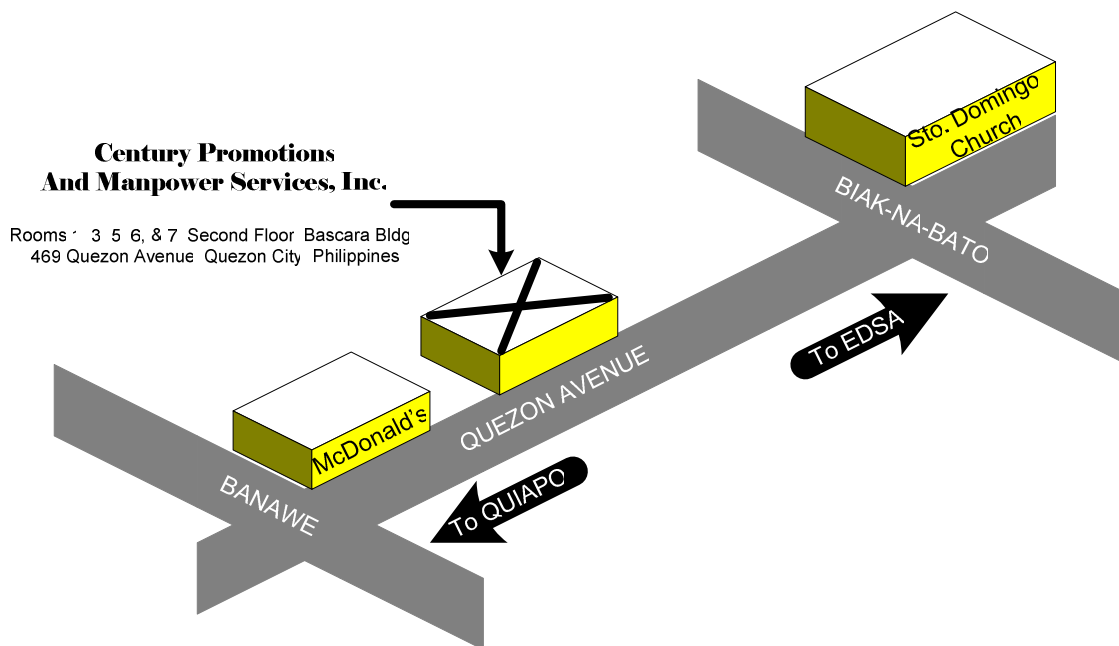 Century Promotions
And Manpower Services, Inc.
Rooms 3 5 6, & 7 Second Floor Bascara Bldg
469 Quezon Avenue Quezon City Philippines
Sto. Domingo
Church
BIAK-NA-BATO
To EDSA
QUEZON AVENUE
McDonald's
BANAWE
To QUIAPO